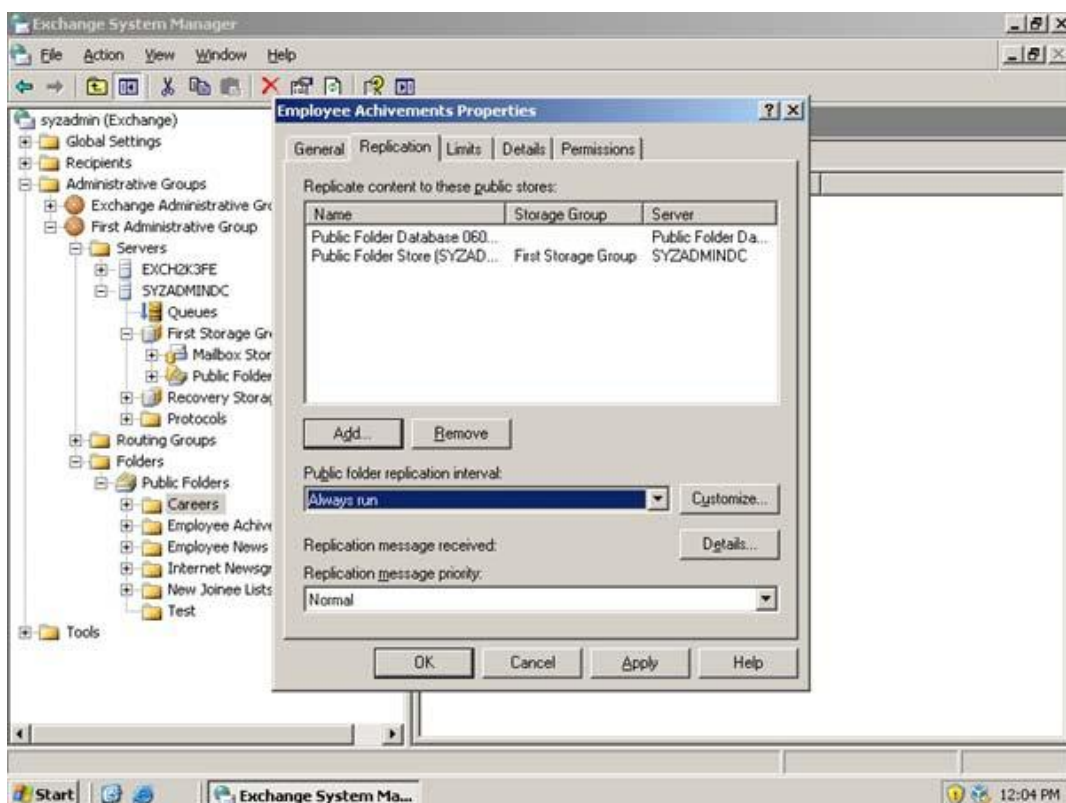 Exchange System Manager
File Action View Window Help
syzadmin (Exchange)
Global Settings
Recipients
Administrative Groups
Exchange Administrative Gro
First Administrative Group
Servers
EXCH2K3FE
SYZADMINDC
Queues
First Storage Gr
Mailbox Stor
Public Folder
Recovery Storag
Protocols
Routing Groups
Folders
Public Folders
Careers
Employee Achive
Employee News
Internet Newsgr
New Joinee Lists
Test
Tools
Employee Achivements Properties
General Replication Limits Details Permissions
Replicate content to these public stores:
Name Storage Group Server
Public Folder Database 060... Public Folder Da...
Public Folder Store (SYZAD... First Storage Group SYZADMINDC
Add... Remove
Public folder replication interval:
Always run Customize...
Replication message received: Details...
Replication message priority:
Normal
OK Cancel Apply Help
Start Exchange System Ma... 12:04 PM